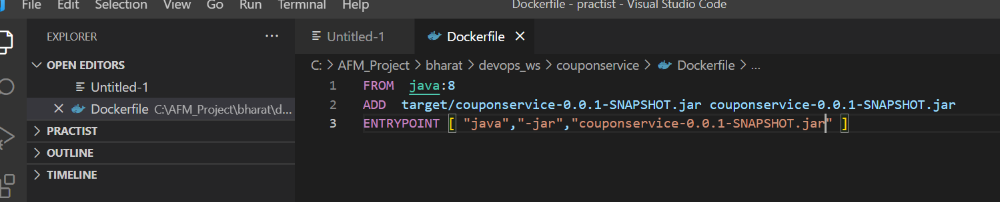 File Edit Selection View Go Run Terminal Help Dockerfile - practist - Visual Studio Code
EXPLORER ...
OPEN EDITORS
Untitled-1
Dockerfile C:\AFM_Project\bharat\d...
PRACTIST
OUTLINE
TIMELINE
Untitled-1 Dockerfile
C: > AFM_Project > bharat > devops_ws > couponservice > Dockerfile > ...
1 FROM java:8
2 ADD target/couponservice-0.0.1-SNAPSHOT.jar couponservice-0.0.1-SNAPSHOT.jar
3 ENTRYPOINT [ "java","-jar","couponservice-0.0.1-SNAPSHOT.jar" ]